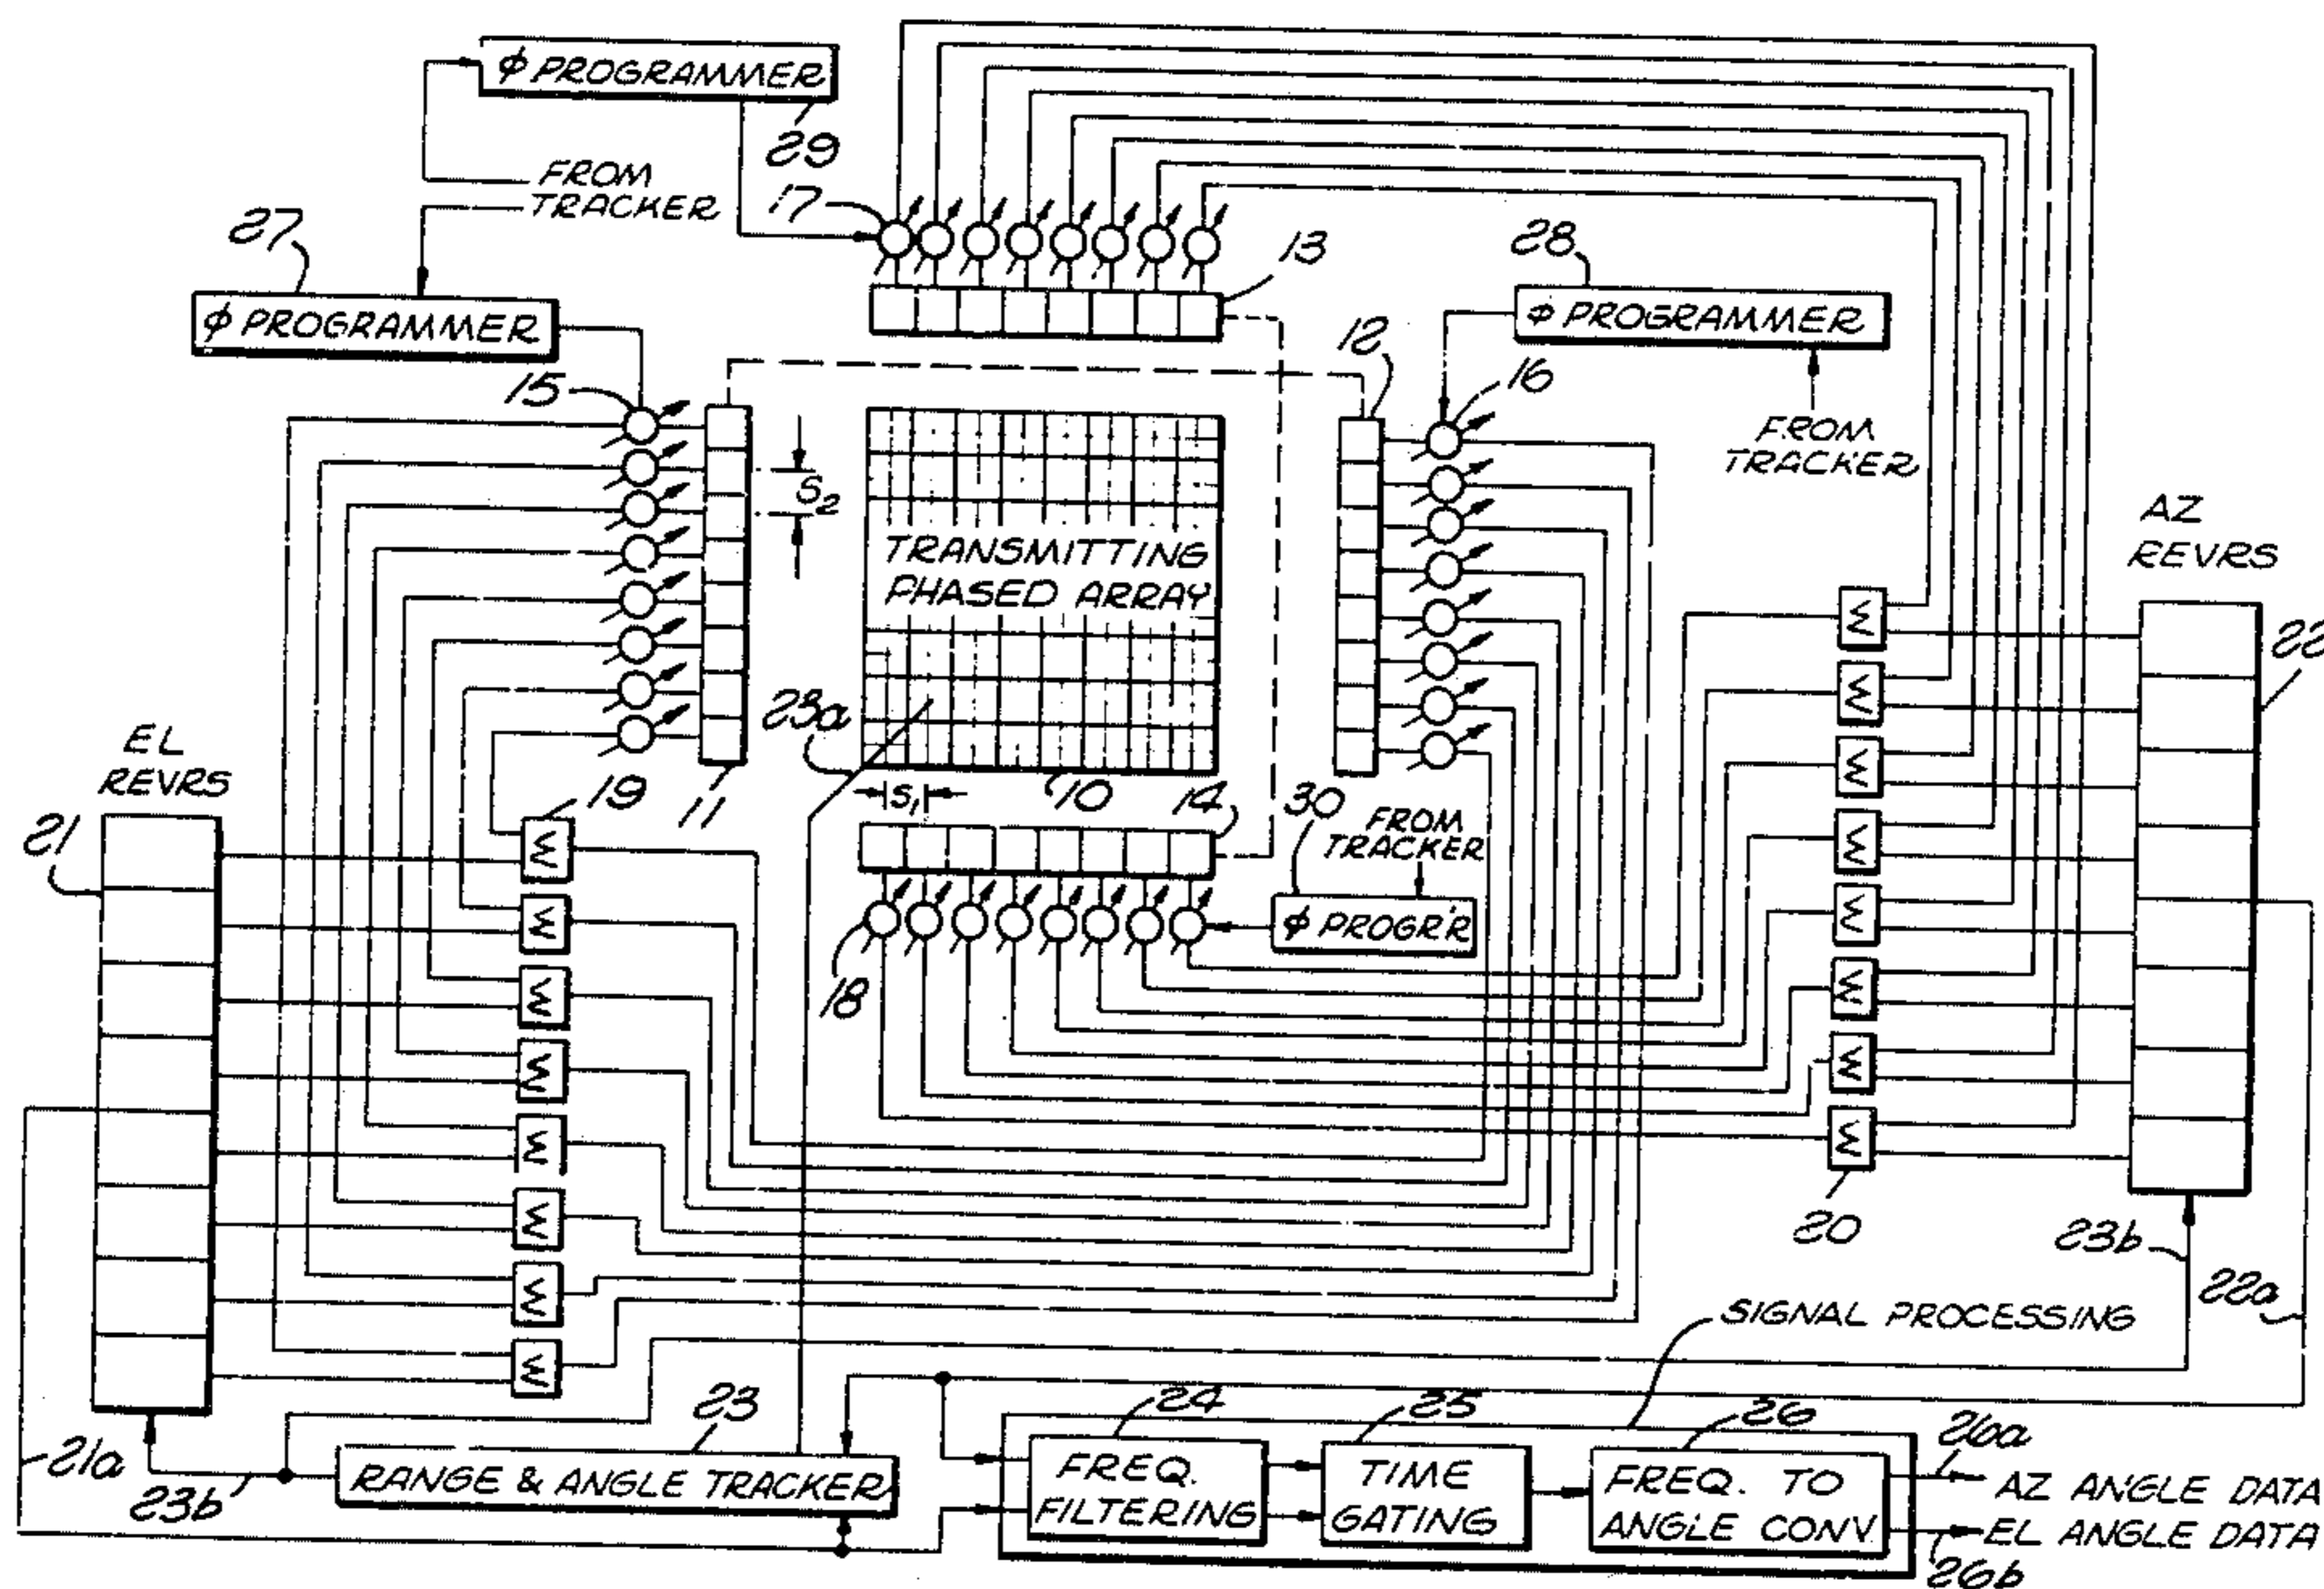 φ PROGRAMMER
29
FROM
TRACKER
17
27
φ PROGRAMMER
13
28
φ PROGRAMMER
12
16
15
FROM
TRACKER
S2
TRANSMITTING
PHASED ARRAY
AZ
REVRS
Σ
Σ
Σ
Σ
Σ
Σ
Σ
Σ
22
23a
EL
REVRS
19
11
S1
10
14
30
FROM
TRACKER
21
φ PROGR'R
18
Σ
Σ
Σ
Σ
Σ
Σ
Σ
Σ
20
23b
22a
SIGNAL PROCESSING
23
24
25
26
26a
21a
23b
RANGE & ANGLE TRACKER
FREQ.
FILTERING
TIME
GATING
FREQ. TO
ANGLE CONV.
AZ ANGLE DATA
EL ANGLE DATA
26b